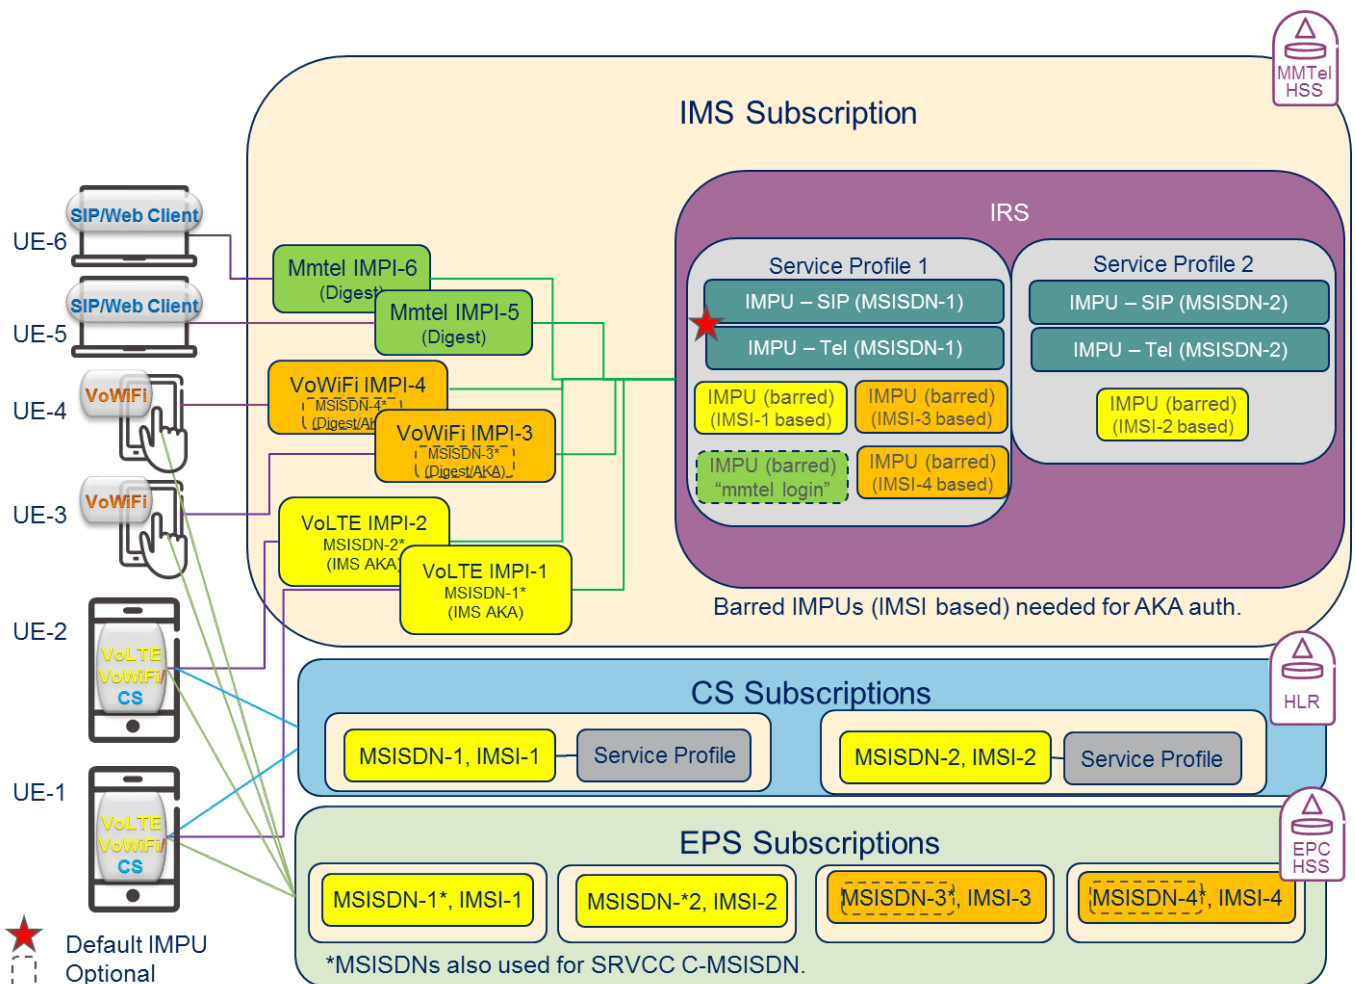 MMTel
HSS
IMS Subscription
IRS
Service Profile 1
IMPU – SIP (MSISDN-1)
IMPU – Tel (MSISDN-1)
IMPU (barred)
(IMSI-1 based)
IMPU (barred)
(IMSI-3 based)
IMPU (barred)
“mmtel login”
IMPU (barred)
(IMSI-4 based)
Service Profile 2
IMPU – SIP (MSISDN-2)
IMPU – Tel (MSISDN-2)
IMPU (barred)
(IMSI-2 based)
Barred IMPUs (IMSI based) needed for AKA auth.
SIP/Web Client
UE-6
Mmtel IMPI-6
(Digest)
SIP/Web Client
UE-5
Mmtel IMPI-5
(Digest)
VoWiFi
UE-4
VoWiFi IMPI-4
MSISDN-4*
VoWiFi IMPI-3
MSISDN-3*
(Digest/AKA)
VoWiFi
UE-3
VoLTE IMPI-2
MSISDN-2*
(IMS AKA)
VoLTE IMPI-1
MSISDN-1*
(IMS AKA)
UE-2
VoLTE
VoWiFi/
CS
UE-1
VoLTE
VoWiFi/
CS
HLR
CS Subscriptions
MSISDN-1, IMSI-1
Service Profile
MSISDN-2, IMSI-2
Service Profile
EPC
HSS
EPS Subscriptions
MSISDN-1*, IMSI-1
MSISDN-*2, IMSI-2
MSISDN-3*, IMSI-3
MSISDN-4*, IMSI-4
*MSISDNs also used for SRVCC C-MSISDN.
Default IMPU
Optional